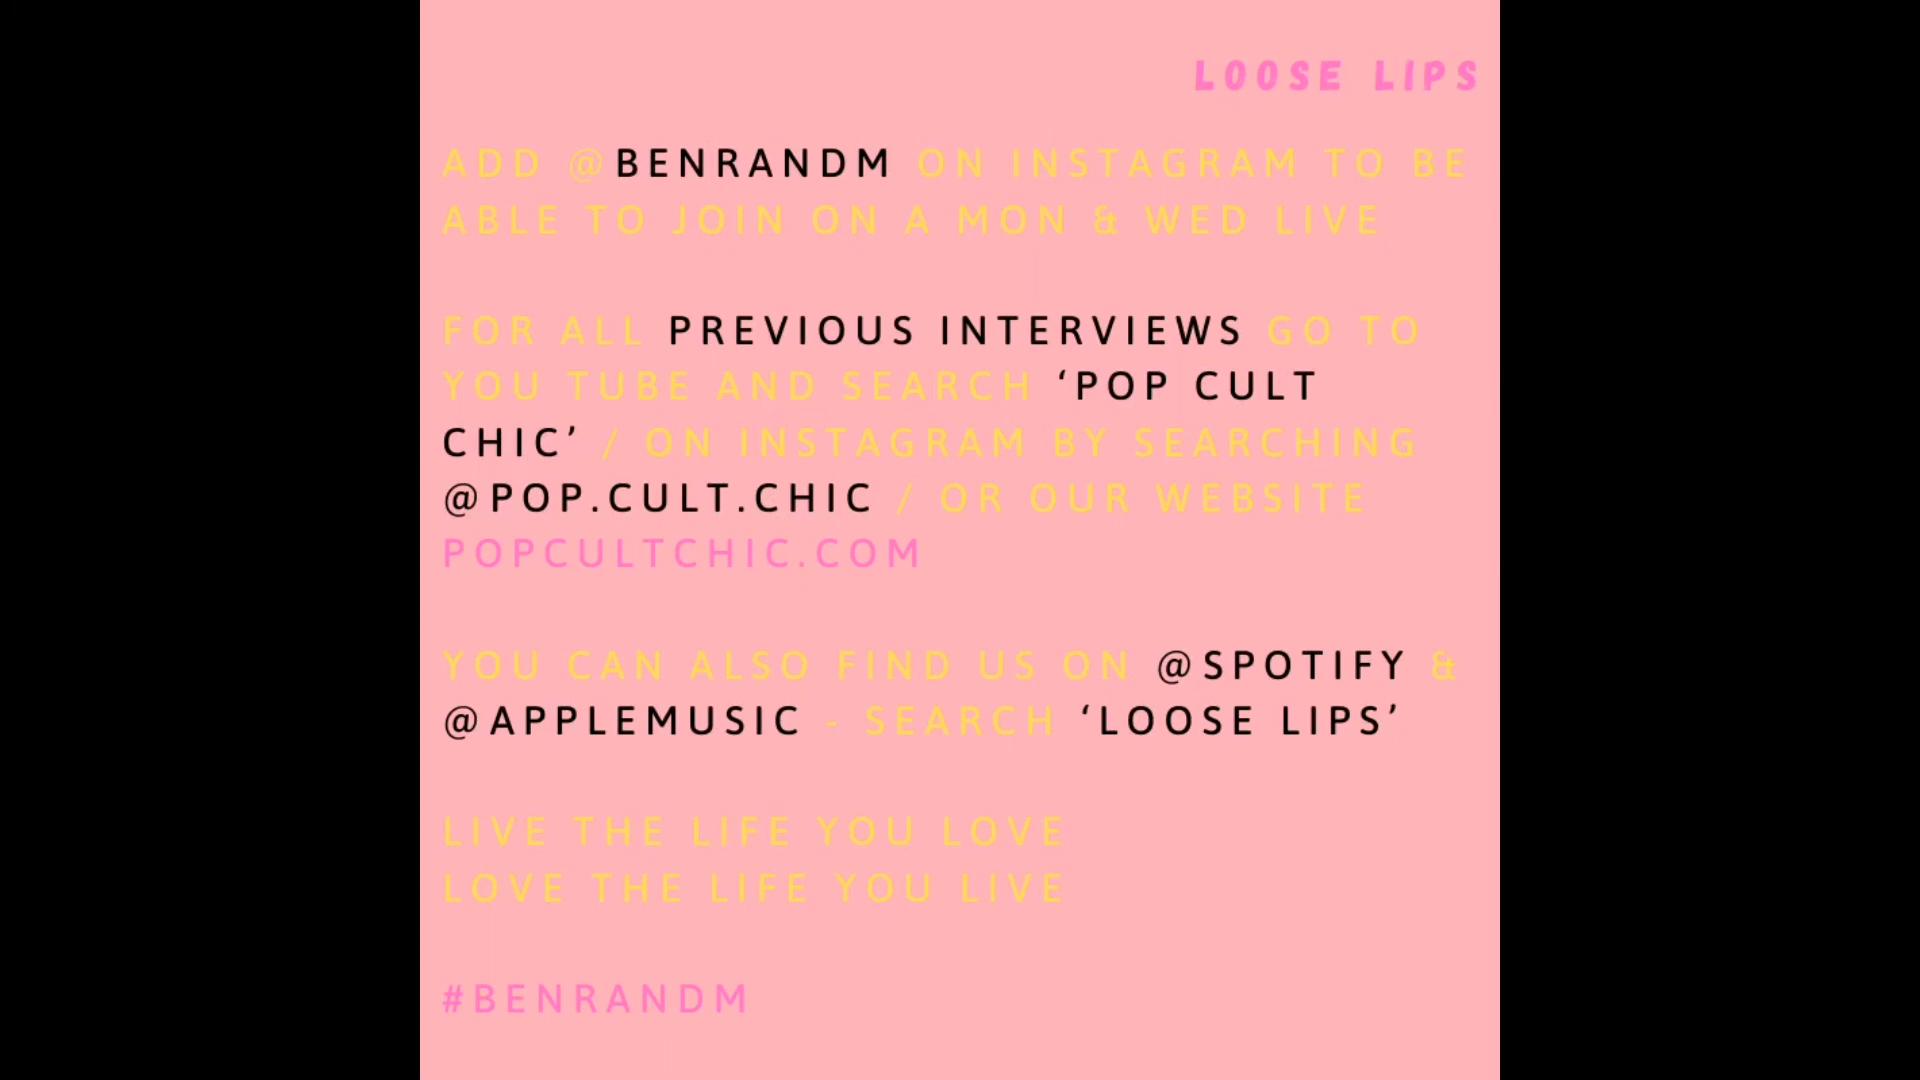 LOOSE LIPS
ADD @BENRANDM ON INSTAGRAM TO BE
ABLE TO JOIN ON A MON & WED LIVE
FOR ALL PREVIOUS INTERVIEWS GO TO
YOU TUBE AND SEARCH ‘POP CULT
CHIC’ / ON INSTAGRAM BY SEARCHING
@POP.CULT.CHIC / OR OUR WEBSITE
POPCULTCHIC.COM
YOU CAN ALSO FIND US ON @SPOTIFY &
@APPLEMUSIC - SEARCH ‘LOOSE LIPS’
LIVE THE LIFE YOU LOVE
LOVE THE LIFE YOU LIVE
#BENRANDM